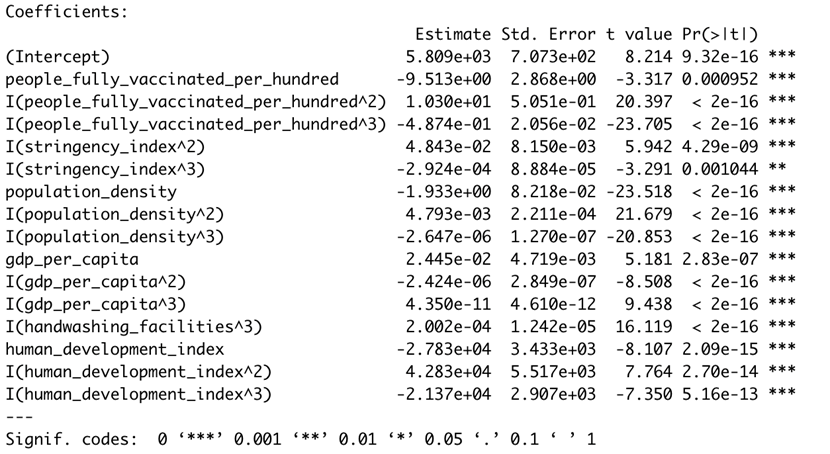 Coefficients:
Estimate Std. Error t value Pr(>|t|)
(Intercept) 5.809e+03 7.073e+02 8.214 9.32e-16 ***
people_fully_vaccinated_per_hundred -9.513e+00 2.868e+00 -3.317 0.000952 ***
I(people_fully_vaccinated_per_hundred^2) 1.030e+01 5.051e-01 20.397 < 2e-16 ***
I(people_fully_vaccinated_per_hundred^3) -4.874e-01 2.056e-02 -23.705 < 2e-16 ***
I(stringency_index^2) 4.843e-02 8.150e-03 5.942 4.29e-09 ***
I(stringency_index^3) -2.924e-04 8.884e-05 -3.291 0.001044 **
population_density -1.933e+00 8.218e-02 -23.518 < 2e-16 ***
I(population_density^2) 4.793e-03 2.211e-04 21.679 < 2e-16 ***
I(population_density^3) -2.647e-06 1.270e-07 -20.853 < 2e-16 ***
gdp_per_capita 2.445e-02 4.719e-03 5.181 2.83e-07 ***
I(gdp_per_capita^2) -2.424e-06 2.849e-07 -8.508 < 2e-16 ***
I(gdp_per_capita^3) 4.350e-11 4.610e-12 9.438 < 2e-16 ***
I(handwashing_facilities^3) 2.002e-04 1.242e-05 16.119 < 2e-16 ***
human_development_index -2.783e+04 3.433e+03 -8.107 2.09e-15 ***
I(human_development_index^2) 4.283e+04 5.517e+03 7.764 2.70e-14 ***
I(human_development_index^3) -2.137e+04 2.907e+03 -7.350 5.16e-13 ***
---
Signif. codes: 0 ‘***’ 0.001 ‘**’ 0.01 ‘*’ 0.05 ‘.’ 0.1 ‘ ’ 1